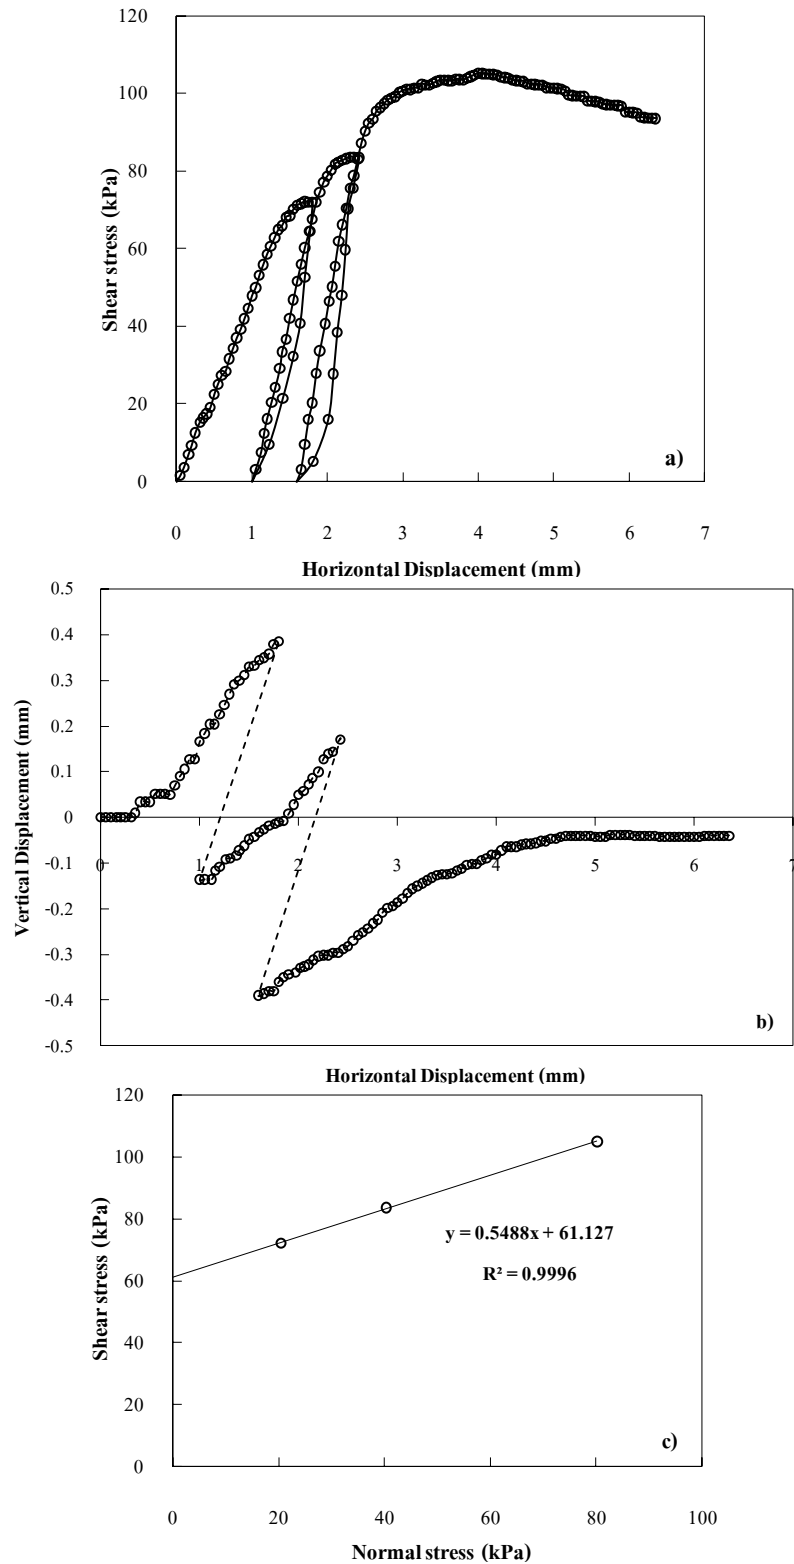 120
100
80
60
40
20
0
Shear stress (kPa)
a)
0 1 2 3 4 5 6 7
Horizontal Displacement (mm)
0.5
0.4
0.3
0.2
0.1
0
-0.1
-0.2
-0.3
-0.4
-0.5
Vertical Displacement (mm)
0 1 2 3 4 5 6 7
b)
Horizontal Displacement (mm)
120
100
80
60
40
20
0
Shear stress (kPa)
y = 0.5488x + 61.127
R² = 0.9996
c)
0 20 40 60 80 100
Normal stress (kPa)